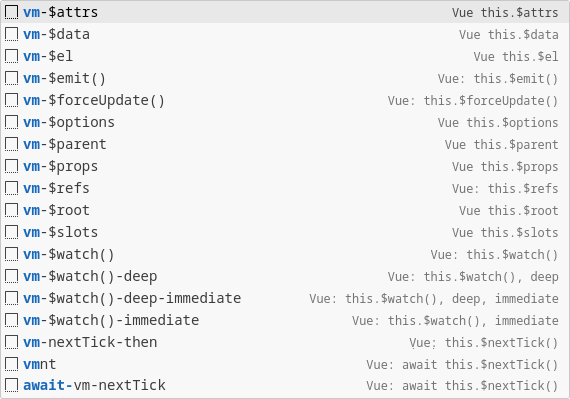 vm-$attrs Vue this.$attrs
vm-$data Vue this.$data
vm-$el Vue this.$el
vm-$emit() Vue: this.$emit()
vm-$forceUpdate() Vue: this.$forceUpdate()
vm-$options Vue this.$options
vm-$parent Vue this.$parent
vm-$props Vue this.$props
vm-$refs Vue: this.$refs
vm-$root Vue this.$root
vm-$slots Vue this.$slots
vm-$watch() Vue: this.$watch()
vm-$watch()-deep Vue: this.$watch(), deep
vm-$watch()-deep-immediate Vue: this.$watch(), deep, immediate
vm-$watch()-immediate Vue: this.$watch(), immediate
vm-nextTick-then Vue; this.$nextTick()
vmnt Vue: await this.$nextTick()
await-vm-nextTick Vue: await this.$nextTick()